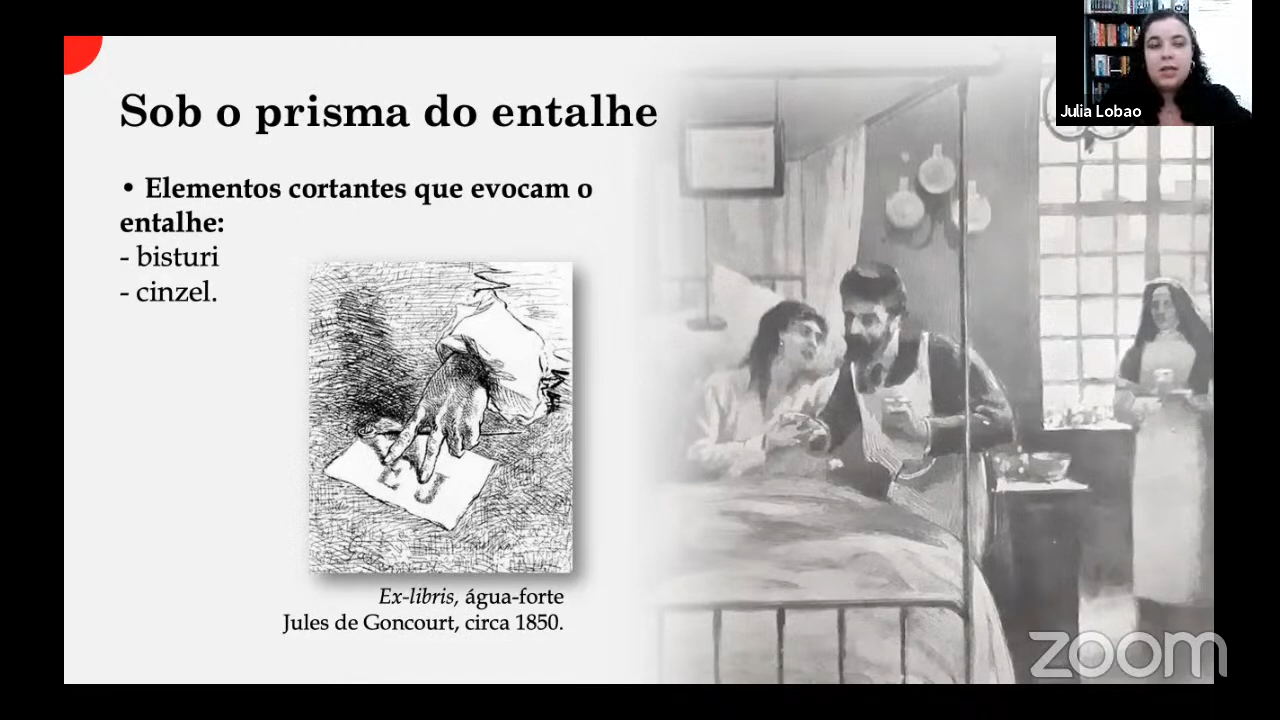 Sob o prisma do entalhe
• Elementos cortantes que evocam o
entalhe:
- bisturi
- cinzel.
E J
Ex-libris, água-forte
Jules de Goncourt, circa 1850.
Julia Lobao
zoom